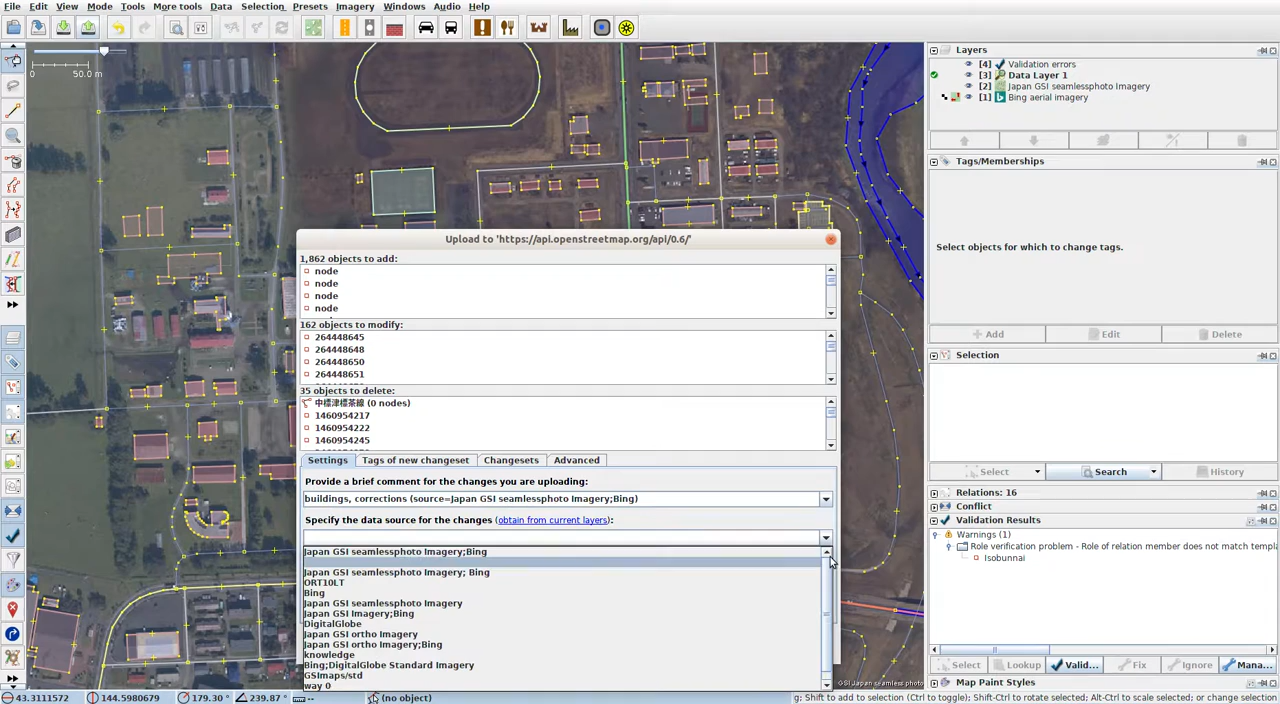 File Edit View Mode Tools More tools Data Selection Presets Imagery Windows Audio Help
0 50.0 m
Layers
[4] Validation errors
[3] Data Layer 1
[2] Japan GSI seamlessphoto Imagery
[1] Bing aerial imagery
Tags/Memberships
Select objects for which to change tags.
Add Edit Delete
Selection
Select Search History
Relations: 16
Conflict
Validation Results
Warnings (1)
Role verification problem - Role of relation member does not match templa
Isobunnai
Select Lookup Valid... Fix Ignore Mana...
Map Paint Styles
Upload to 'https://api.openstreetmap.org/api/0.6/'
1,862 objects to add:
node
node
node
node
162 objects to modify:
264448645
264448648
264448650
264448651
35 objects to delete:
中標津標茶線 (0 nodes)
1460954217
1460954222
1460954245
Settings Tags of new changeset Changesets Advanced
Provide a brief comment for the changes you are uploading:
buildings, corrections (source=Japan GSI seamlessphoto Imagery;Bing)
Specify the data source for the changes (obtain from current layers):
Japan GSI seamlessphoto Imagery;Bing
Japan GSI seamlessphoto Imagery; Bing
ORT10LT
Bing
Japan GSI seamlessphoto Imagery
Japan GSI Imagery;Bing
DigitalGlobe
Japan GSI ortho Imagery
Japan GSI ortho Imagery;Bing
knowledge
Bing;DigitalGlobe Standard Imagery
GSImaps/std
way 0
GSI Japan seamless photo
43.3111572 144.5980679 179.30 ° 239.87 ° -- (no object) g; Shift to add to selection (Ctrl to toggle); Shift-Ctrl to rotate selected; Alt-Ctrl to scale selected; or change selection